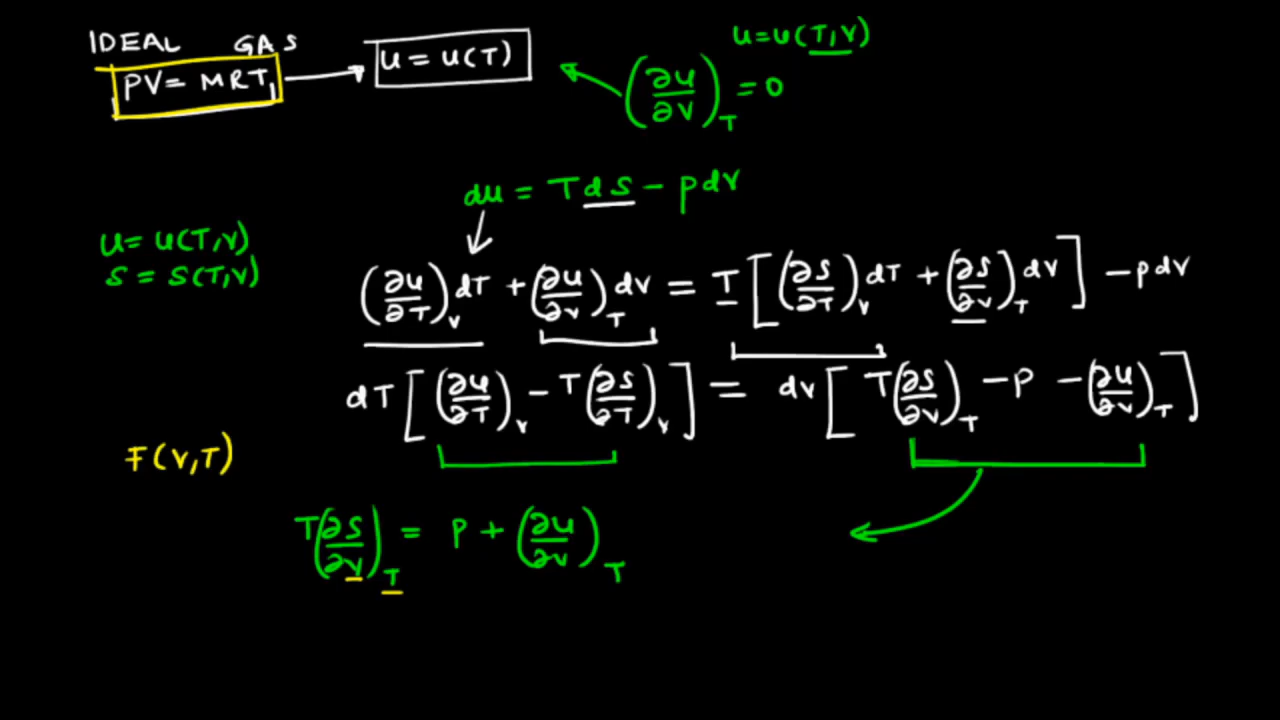 IDEAL GAS
PV = MRT → U = U(T)
U = U(T,V)
(∂U/∂V)_T = 0
dU = TdS - PdV
U = U(T,V)
S = S(T,V)
(∂U/∂T)_V dT + (∂U/∂V)_T dV = T[(∂S/∂T)_V dT + (∂S/∂V)_T dV] - PdV
dT[(∂U/∂T)_V - T(∂S/∂T)_V] = dV[T(∂S/∂V)_T - P - (∂U/∂V)_T]
F(V,T)
T(∂S/∂V)_T = P + (∂U/∂V)_T